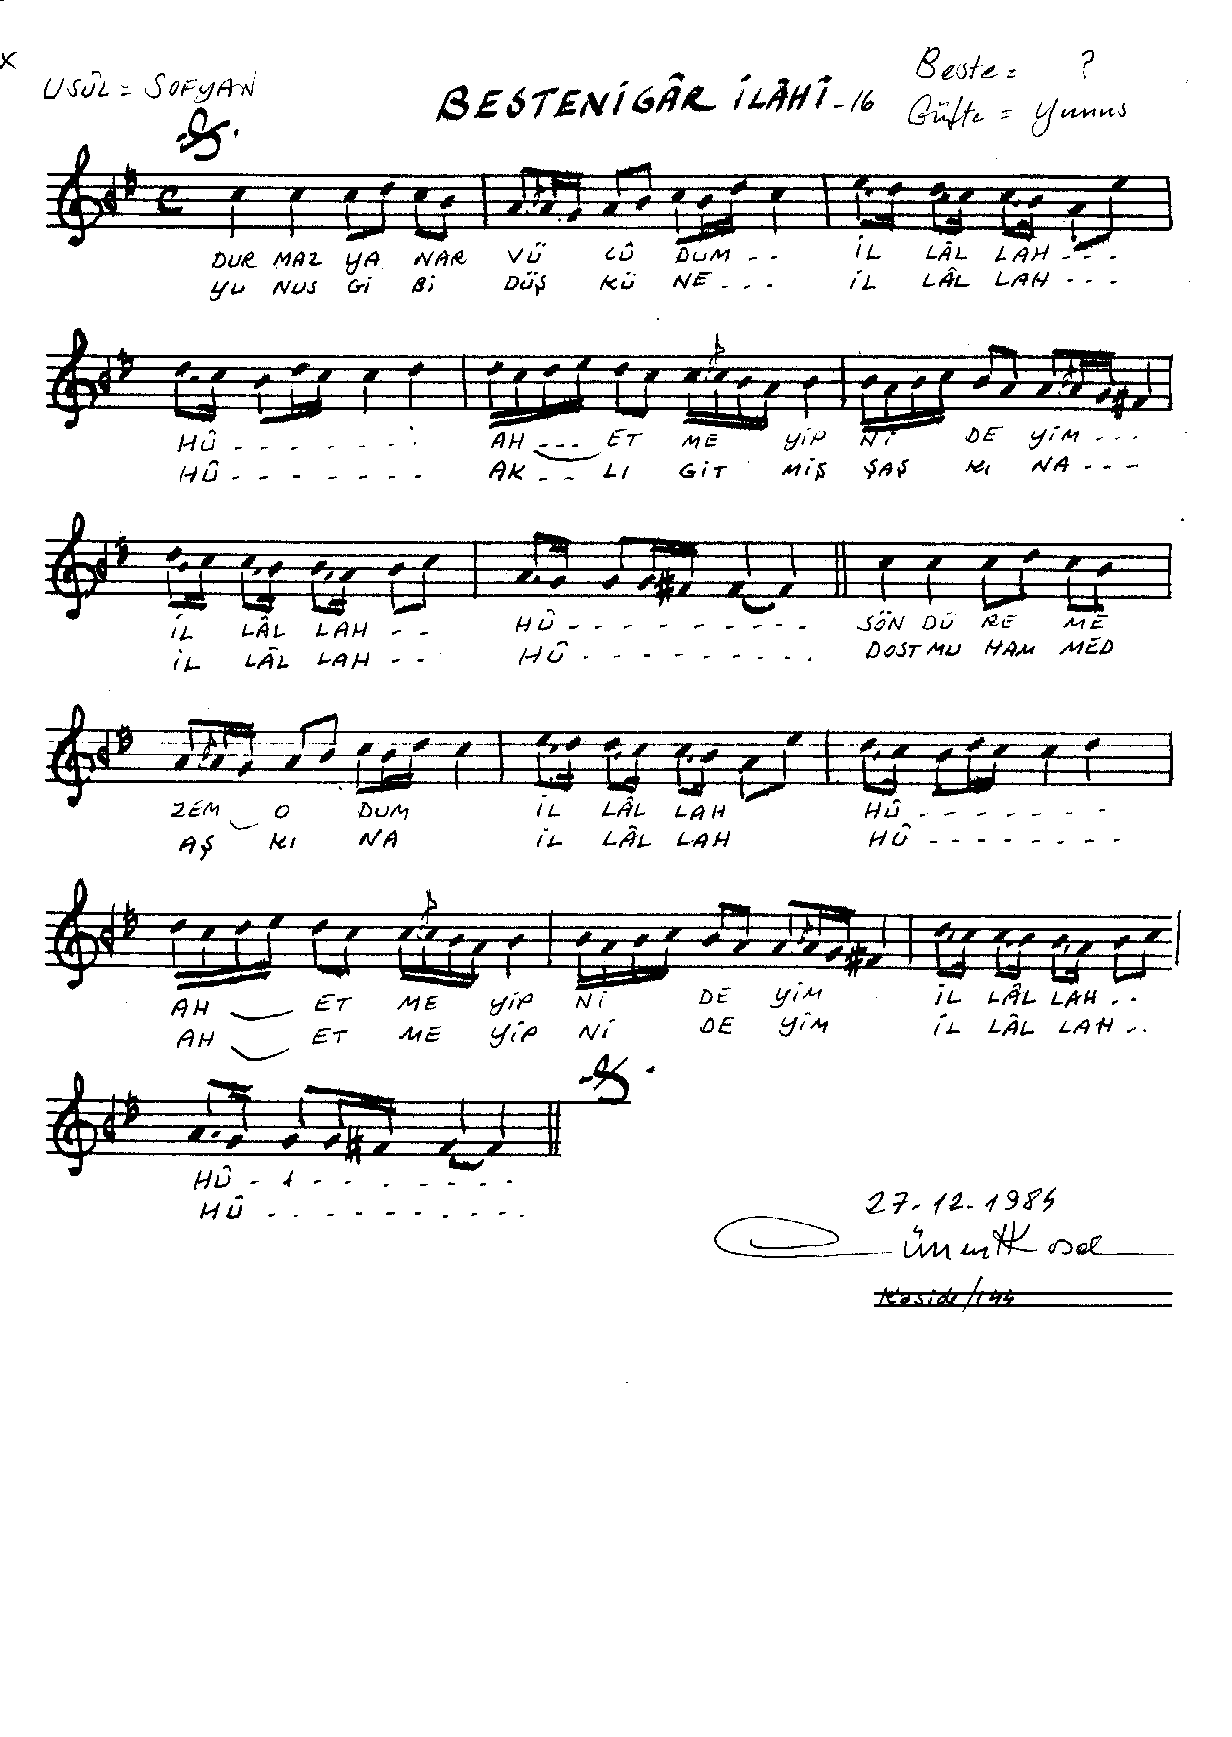 USÛL = SOFYAN
BESTENİGÂR İLÂHİ - 16
Beste = ?
Güfte = Yunus
DUR MAZ YA NAR VÜ CÛ DUM - - İL LÂL LAH - - -
YU NUS Gİ Bİ DÜŞ KÜ NE - - - İL LÂL LAH - - -
HÛ - - - - - - - AH - - - ET ME YİP Nİ DE YİM - - -
HÛ - - - - - - - AK - - LI GİT MİŞ ŞAŞ KI NA - - -
İL LÂL LAH - - HÛ - - - - - - - - - SÖN DÜ RE ME
İL LÂL LAH - - HÛ - - - - - - - - - DOST MU HAM MED
ZEM O DUM İL LÂL LAH HÛ - - - - - - -
AŞ KI NA İL LÂL LAH HÛ - - - - - - -
AH ET ME YİP Nİ DE YİM İL LÂL LAH - -
AH ET ME YİP Nİ DE YİM İL LÂL LAH - -
HÛ - - - - - - - -
HÛ - - - - - - - - -
27-12-1984
Cüneyt Kosal
Kaside/144